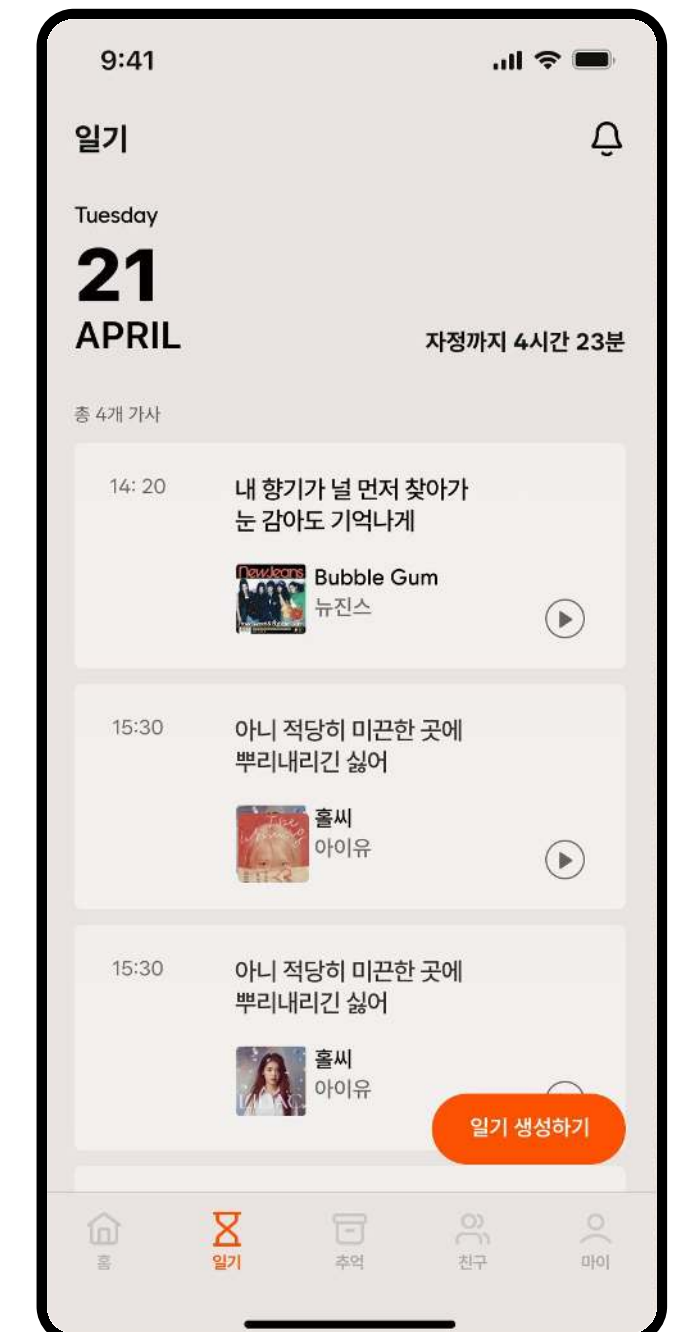 9:41
일기
Tuesday
21
APRIL
자정까지 4시간 23분
총 4개 가사
14: 20
내 향기가 널 먼저 찾아가
눈 감아도 기억나게
NewJeans
Bubble Gum
뉴진스
15:30
아니 적당히 미끈한 곳에
뿌리내리긴 싫어
The Winning
홀씨
아이유
15:30
아니 적당히 미끈한 곳에
뿌리내리긴 싫어
LILAC
홀씨
아이유
일기 생성하기
홈
일기
추억
친구
마이